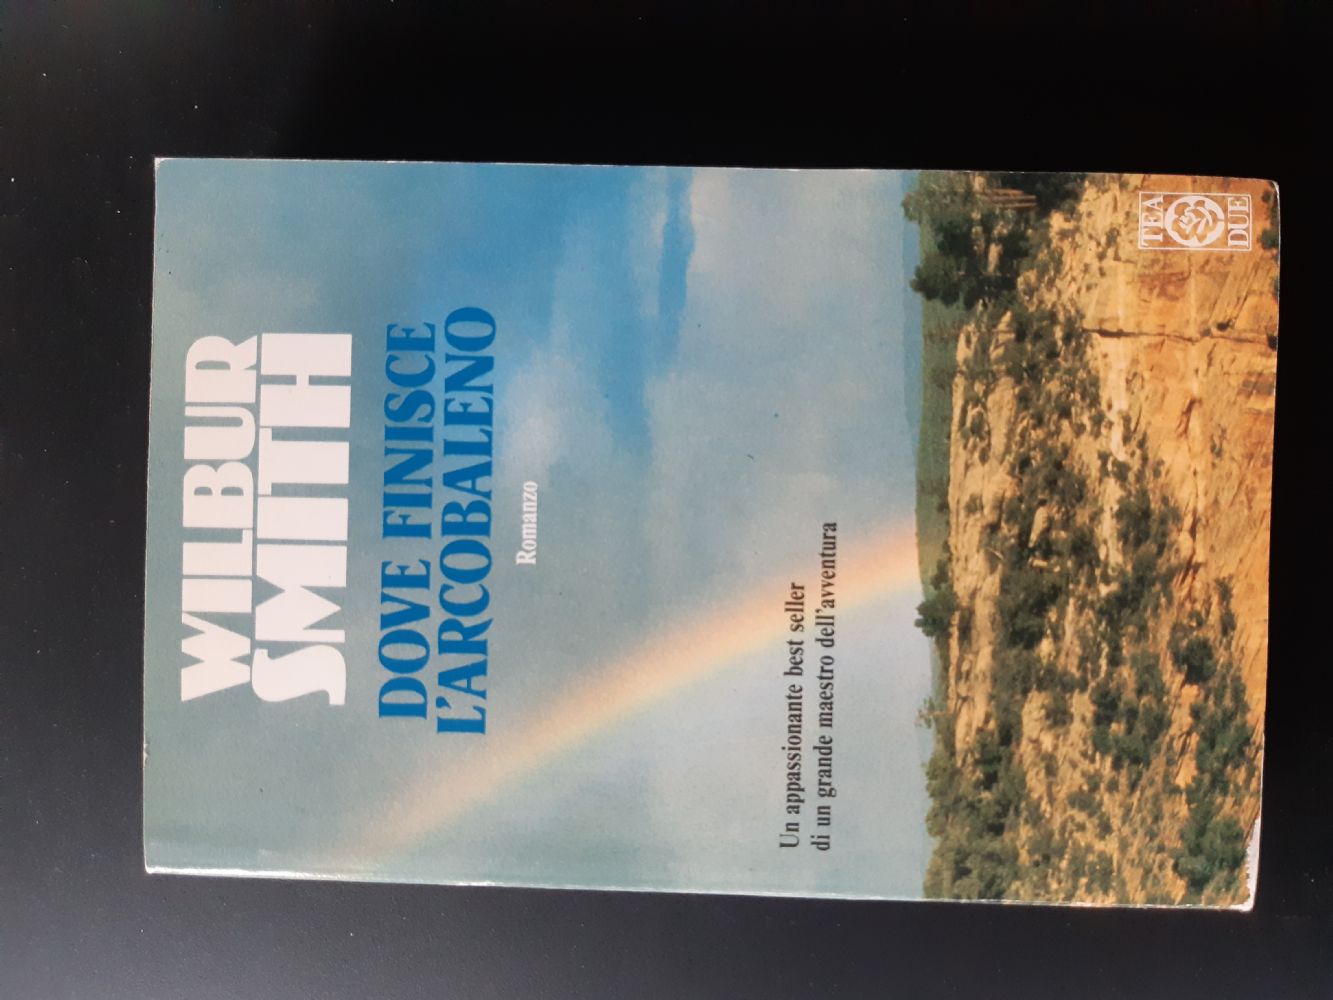 WILBUR
SMITH
DOVE FINISCE
L'ARCOBALENO
Romanzo
Un appassionante best seller
di un grande maestro dell'avventura
TEA
DUE